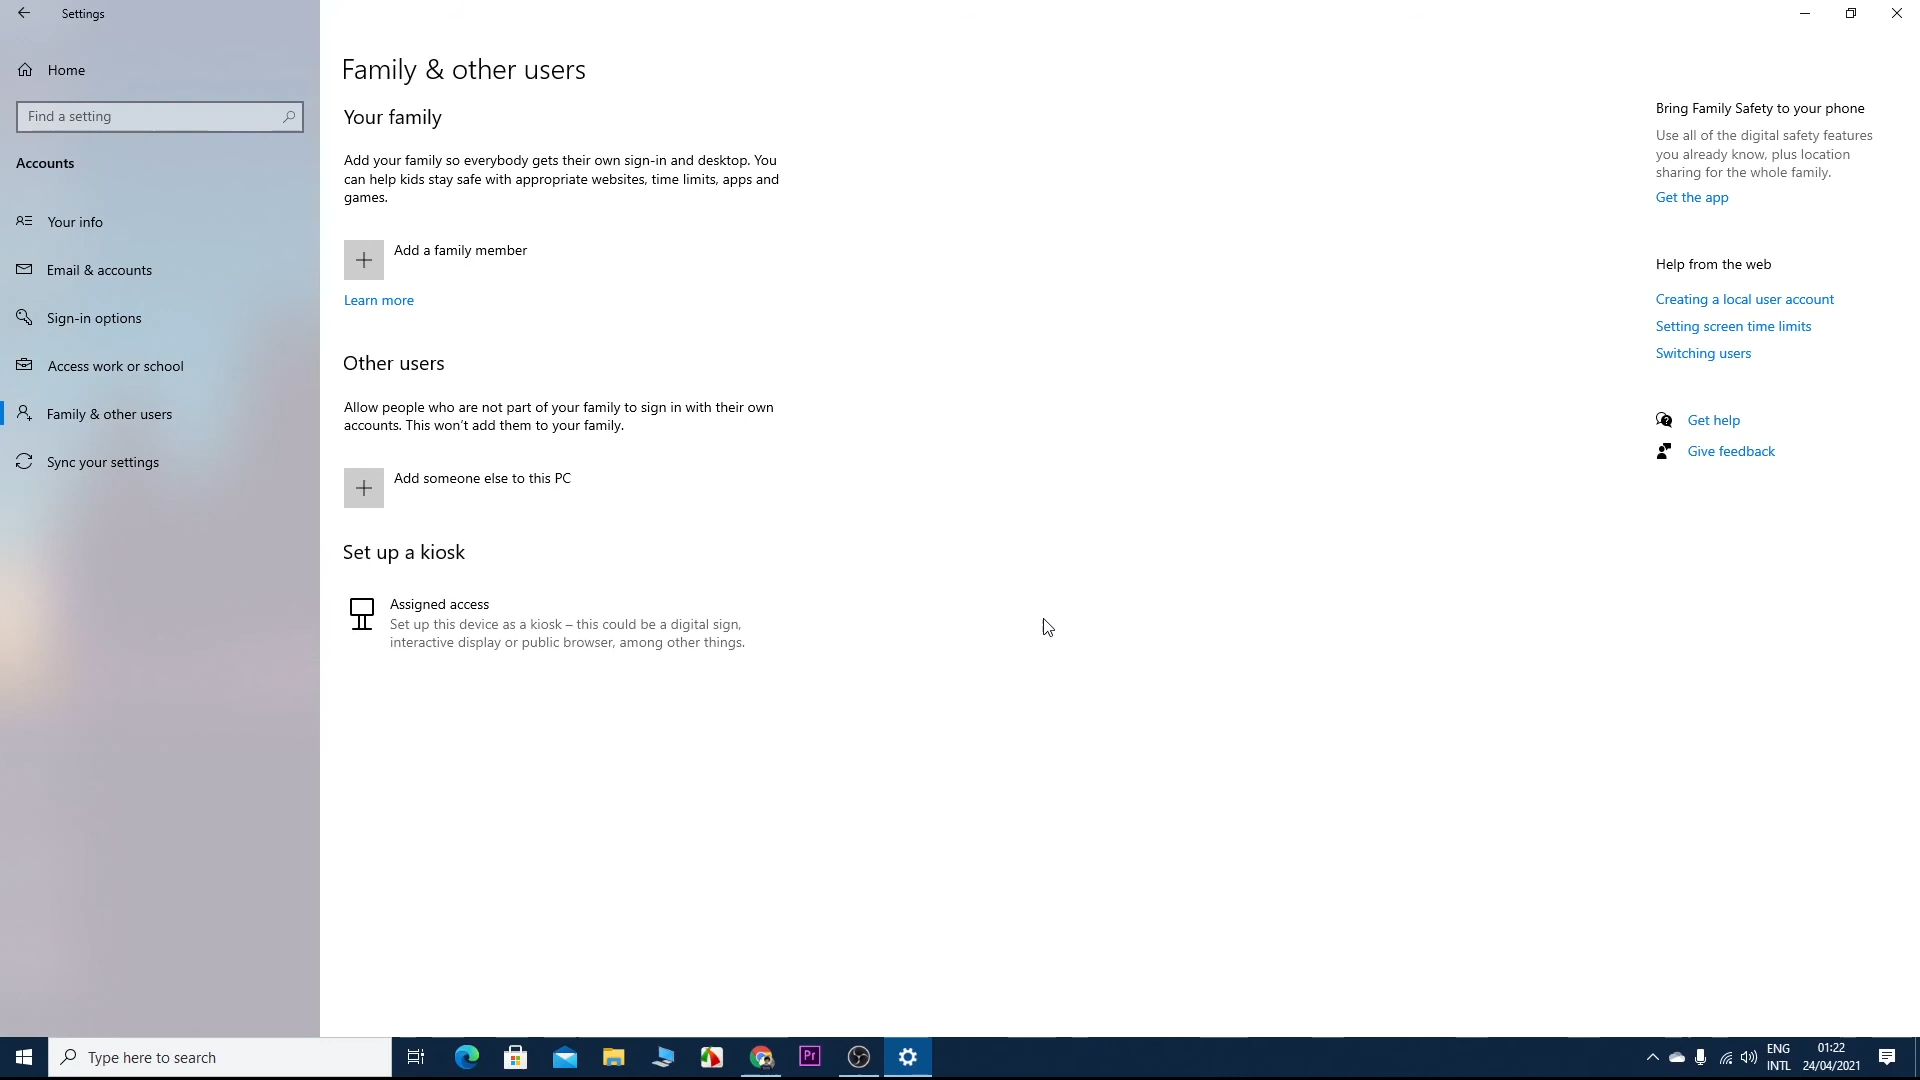 Settings
Home
Find a setting
Accounts
Your info
Email & accounts
Sign-in options
Access work or school
Family & other users
Sync your settings
Family & other users
Your family
Add your family so everybody gets their own sign-in and desktop. You
can help kids stay safe with appropriate websites, time limits, apps and
games.
Add a family member
Learn more
Other users
Allow people who are not part of your family to sign in with their own
accounts. This won't add them to your family.
Add someone else to this PC
Set up a kiosk
Assigned access
Set up this device as a kiosk – this could be a digital sign,
interactive display or public browser, among other things.
Bring Family Safety to your phone
Use all of the digital safety features
you already know, plus location
sharing for the whole family.
Get the app
Help from the web
Creating a local user account
Setting screen time limits
Switching users
Get help
Give feedback
Type here to search
Pr
ENG
INTL
01:22
24/04/2021